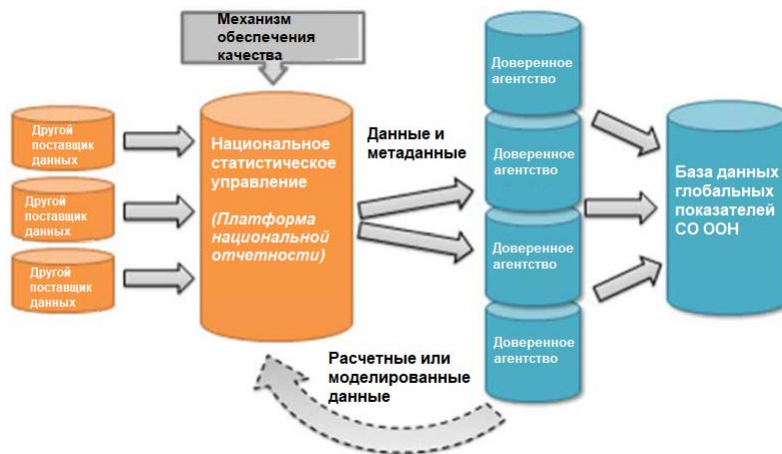 Механизм
обеспечения
качества
Другой
поставщик
данных
Другой
поставщик
данных
Другой
поставщик
данных
Национальное
статистическое
управление
(Платформа
национальной
отчетности)
Данные и
метаданные
Доверенное
агентство
Доверенное
агентство
Доверенное
агентство
Доверенное
агентство
База данных
глобальных
показателей
СО ООН
Расчетные или
моделированные
данные